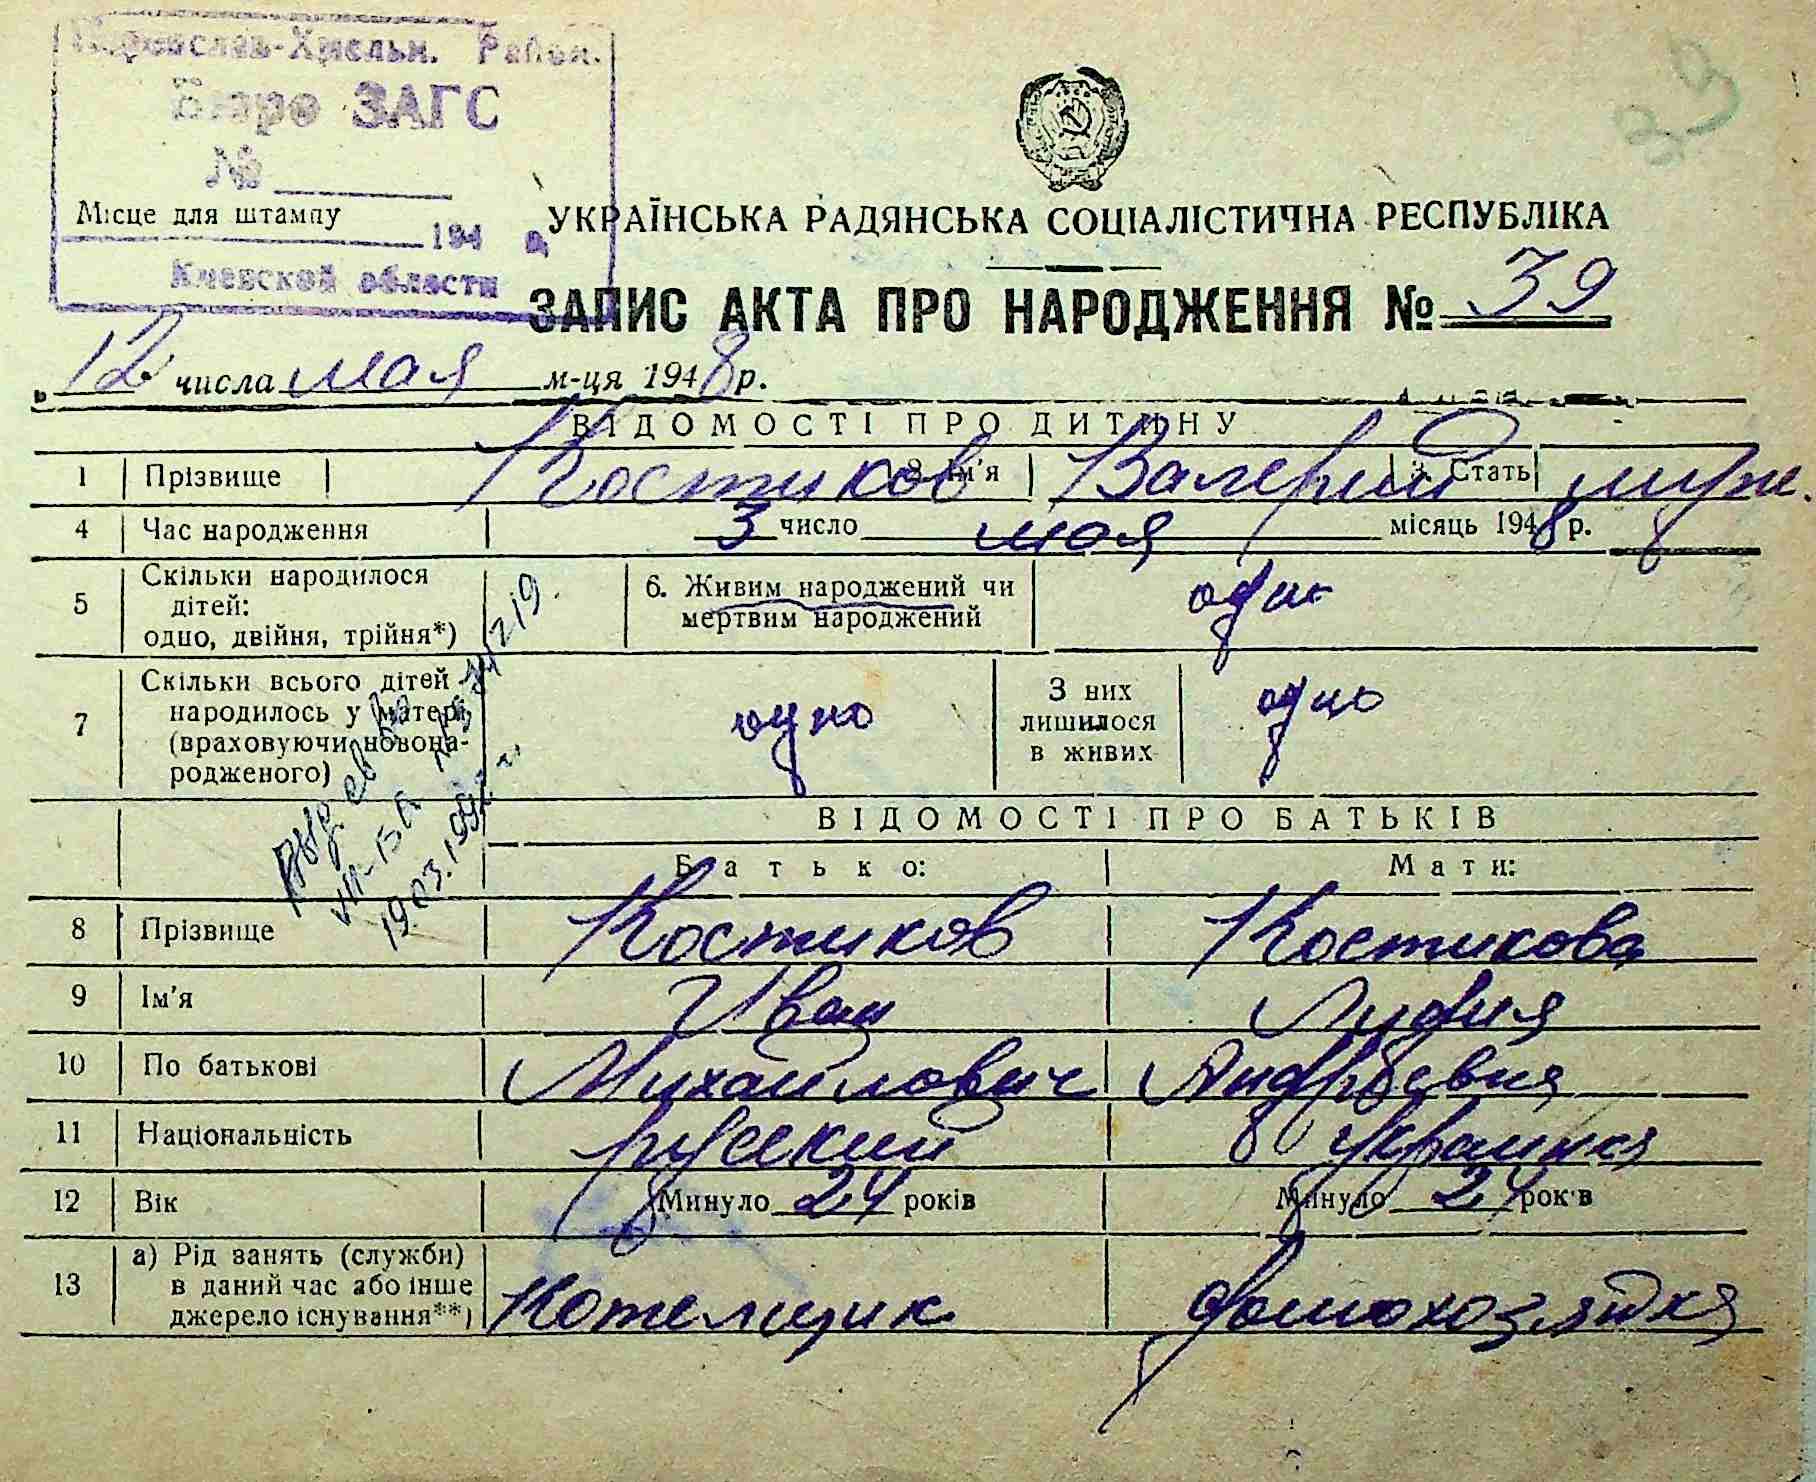 Переяслав-Хмельн. Район.
Бюро ЗАГС
№
Місце для штампу
194
Киевской области
39
УКРАЇНСЬКА РАДЯНСЬКА СОЦІАЛІСТИЧНА РЕСПУБЛІКА
ЗАПИС АКТА ПРО НАРОДЖЕННЯ № 39
„ 12 числа мая м-ця 1948 р.
ВІДОМОСТІ ПРО ДИТИНУ
1 Прізвище Костиков 2 Ім'я Валерий 3. Стать муж.
4 Час народження 3 число мая місяць 1948 р.
5 Скільки народилося дітей: одно, двійня, трійня*)
6. Живим народжений чи мертвим народжений
7 Скільки всього дітей народилось у матері (враховуючи новонародженого) одно
З них лишилося в живих одно
19.03.199
ВІДОМОСТІ ПРО БАТЬКІВ
Батько: Мати:
8 Прізвище Костиков Костикова
9 Ім'я Иван
10 По батькові Михайлович Андреевна
11 Національність русский украинка
12 Вік Минуло 24 років Минуло 24 років
13 а) Рід занять (служби) в даний час або інше джерело існування**) Котельщик домохозяйка